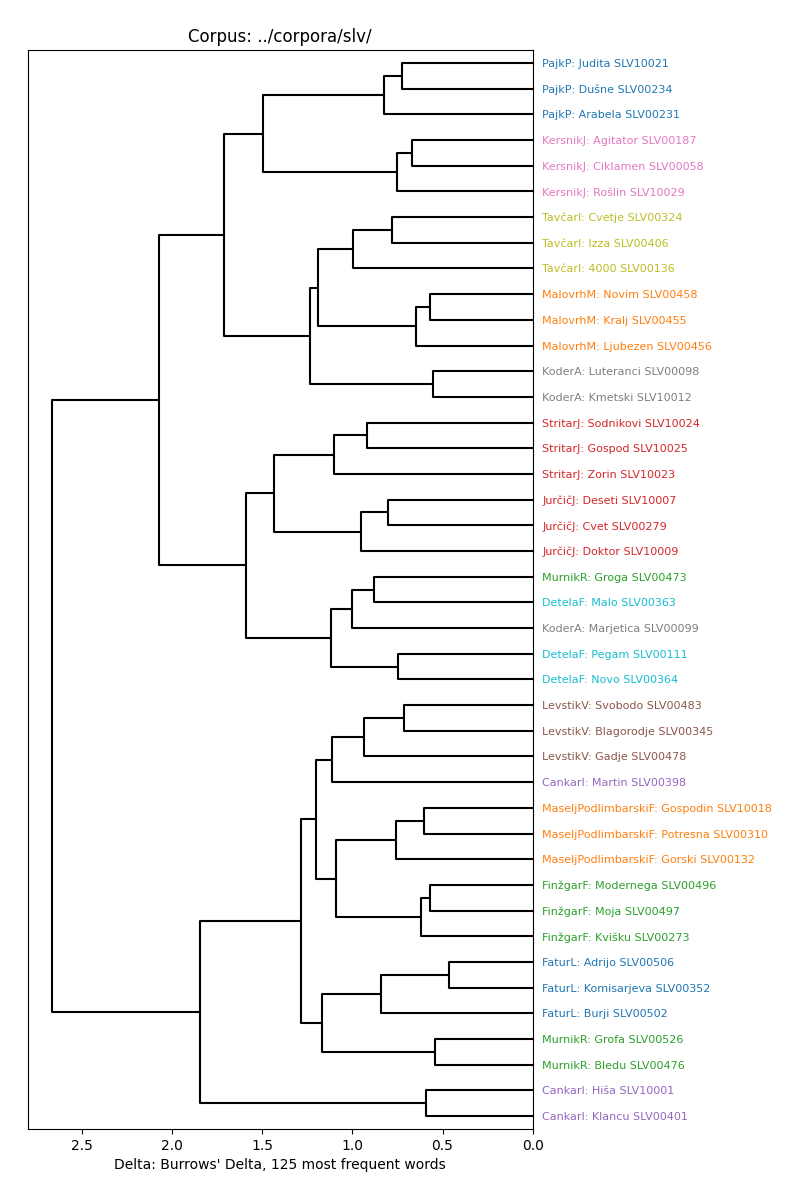 Corpus: ../corpora/slv/
PajkP: Judita SLV10021
PajkP: Dušne SLV00234
PajkP: Arabela SLV00231
KersnikJ: Agitator SLV00187
KersnikJ: Ciklamen SLV00058
KersnikJ: Rošlin SLV10029
TavčarI: Cvetje SLV00324
TavčarI: Izza SLV00406
TavčarI: 4000 SLV00136
MalovrhM: Novim SLV00458
MalovrhM: Kralj SLV00455
MalovrhM: Ljubezen SLV00456
KoderA: Luteranci SLV00098
KoderA: Kmetski SLV10012
StritarJ: Sodnikovi SLV10024
StritarJ: Gospod SLV10025
StritarJ: Zorin SLV10023
JurčičJ: Deseti SLV10007
JurčičJ: Cvet SLV00279
JurčičJ: Doktor SLV10009
MurnikR: Groga SLV00473
DetelaF: Malo SLV00363
KoderA: Marjetica SLV00099
DetelaF: Pegam SLV00111
DetelaF: Novo SLV00364
LevstikV: Svobodo SLV00483
LevstikV: Blagorodje SLV00345
LevstikV: Gadje SLV00478
CankarI: Martin SLV00398
MaseljPodlimbarskiF: Gospodin SLV10018
MaseljPodlimbarskiF: Potresna SLV00310
MaseljPodlimbarskiF: Gorski SLV00132
FinžgarF: Modernega SLV00496
FinžgarF: Moja SLV00497
FinžgarF: Kvišku SLV00273
FaturL: Adrijo SLV00506
FaturL: Komisarjeva SLV00352
FaturL: Burji SLV00502
MurnikR: Grofa SLV00526
MurnikR: Bledu SLV00476
CankarI: Hiša SLV10001
CankarI: Klancu SLV00401
2.5 2.0 1.5 1.0 0.5 0.0
Delta: Burrows' Delta, 125 most frequent words